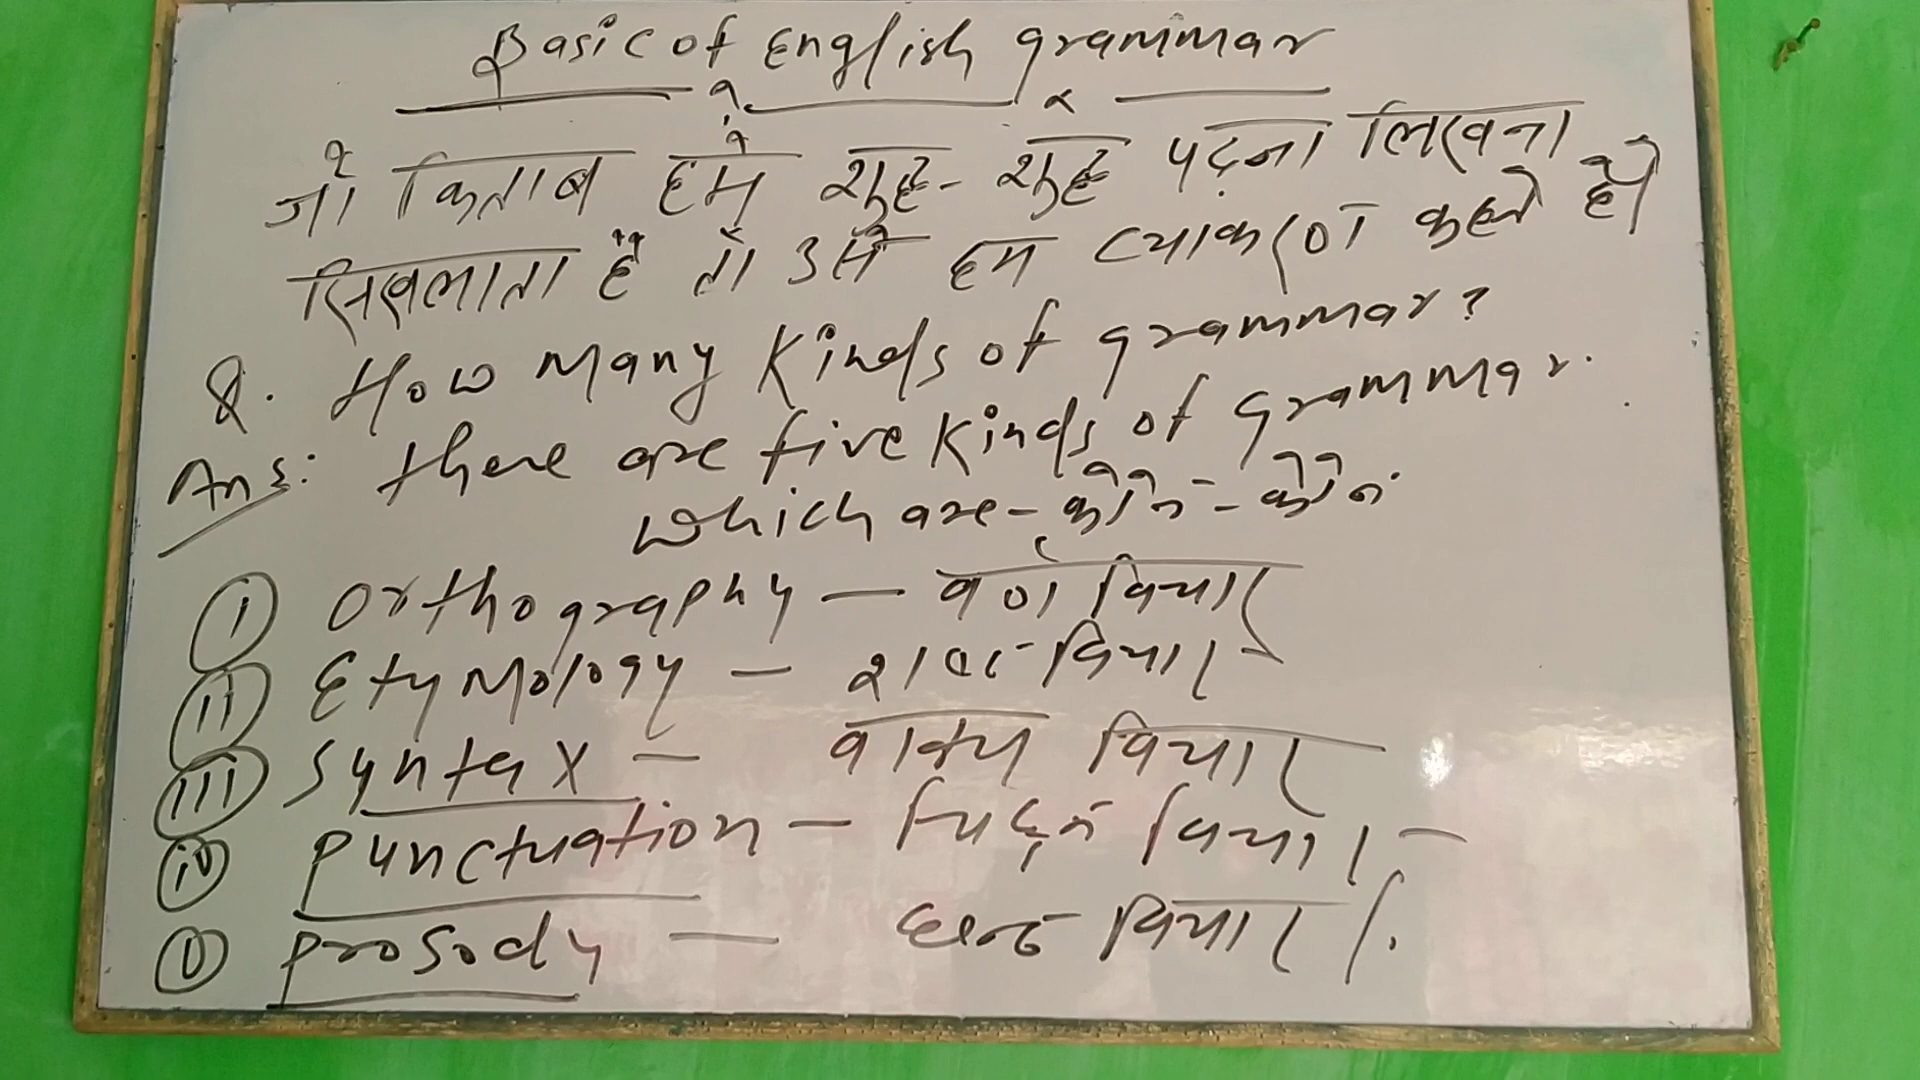 Basic of English grammar
जो किताब हमें शुद्ध-शुद्ध पढ़ना लिखना
सिखलाता हैं तो उसे हम व्याकरण कहते हैं।
Q. How many kinds of grammar?
Ans: there are five kinds of grammar.
which are - कौन-कौन
(i) Orthography — वर्ण विचार
(ii) Etymology — शब्द विचार
(iii) Syntax — वाक्य विचार
(iv) Punctuation — चिह्न विचार
(v) Prosody — छन्द विचार।